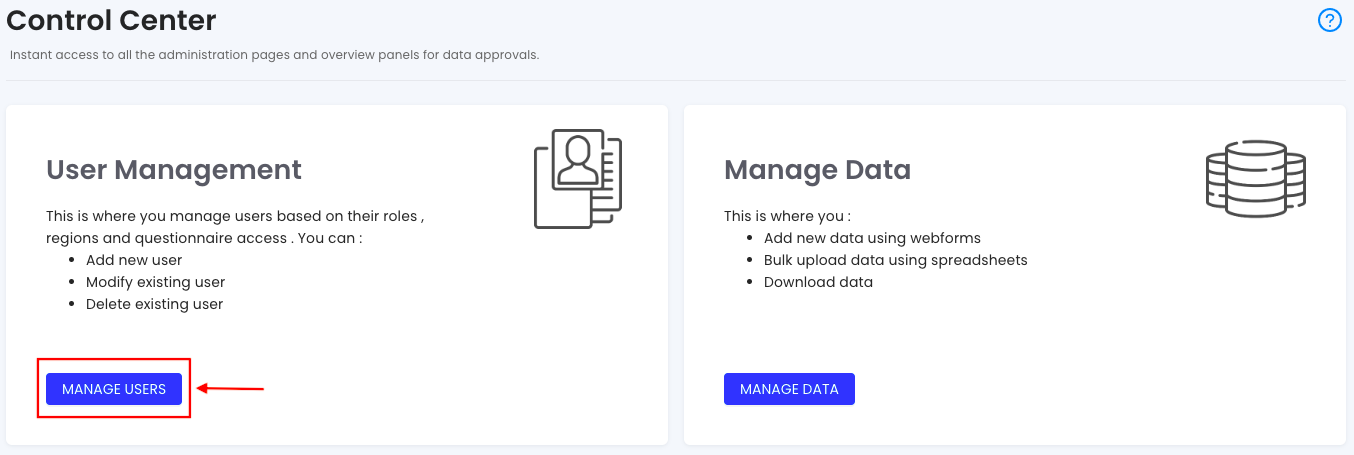 Control Center
Instant access to all the administration pages and overview panels for data approvals.
User Management
This is where you manage users based on their roles ,
regions and questionnaire access . You can :
Add new user
Modify existing user
Delete existing user
MANAGE USERS
Manage Data
This is where you :
Add new data using webforms
Bulk upload data using spreadsheets
Download data
MANAGE DATA